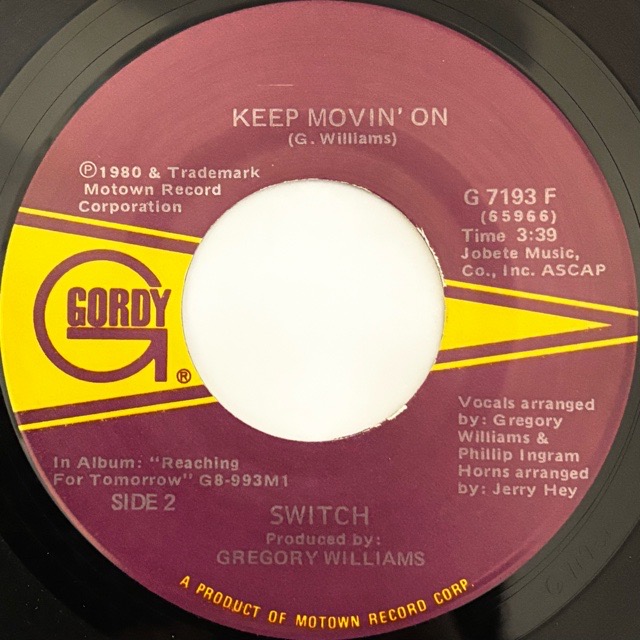 KEEP MOVIN' ON
(G. Williams)
℗1980 & Trademark
Motown Record
Corporation
G 7193 F
(65966)
Time 3:39
Jobete Music,
Co., Inc. ASCAP
GORDY
®
Vocals arranged
by: Gregory
Williams &
Phillip Ingram
Horns arranged
by: Jerry Hey
In Album: "Reaching
For Tomorrow" G8-993M1
SIDE 2
SWITCH
Produced by:
GREGORY WILLIAMS
A PRODUCT OF MOTOWN RECORD CORP.